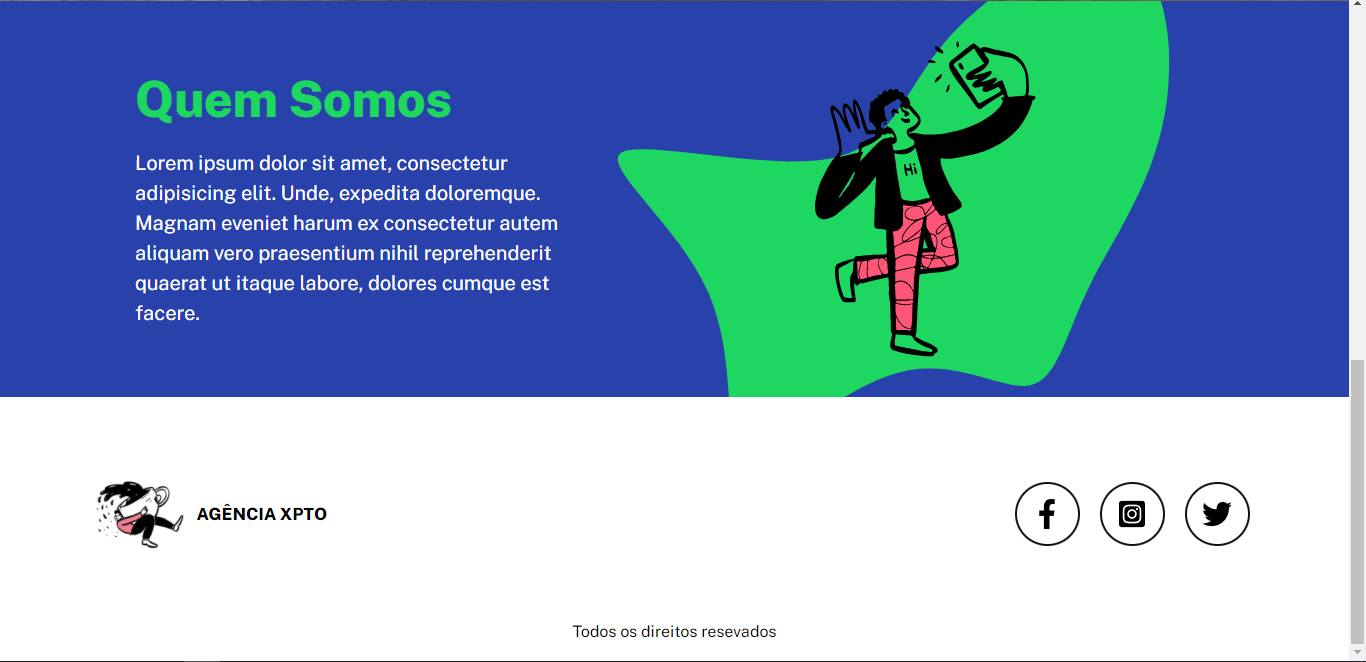 Quem Somos
Lorem ipsum dolor sit amet, consectetur
adipisicing elit. Unde, expedita doloremque.
Magnam eveniet harum ex consectetur autem
aliquam vero praesentium nihil reprehenderit
quaerat ut itaque labore, dolores cumque est
facere.
Hi
AGÊNCIA XPTO
Todos os direitos resevados